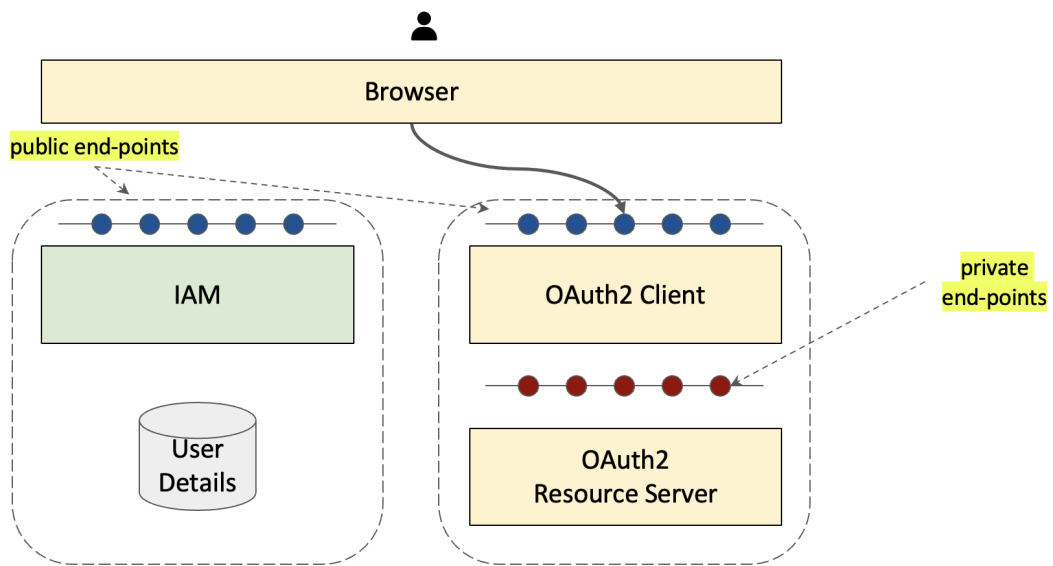 Browser
public end-points
IAM
OAuth2 Client
private
end-points
User
Details
OAuth2
Resource Server